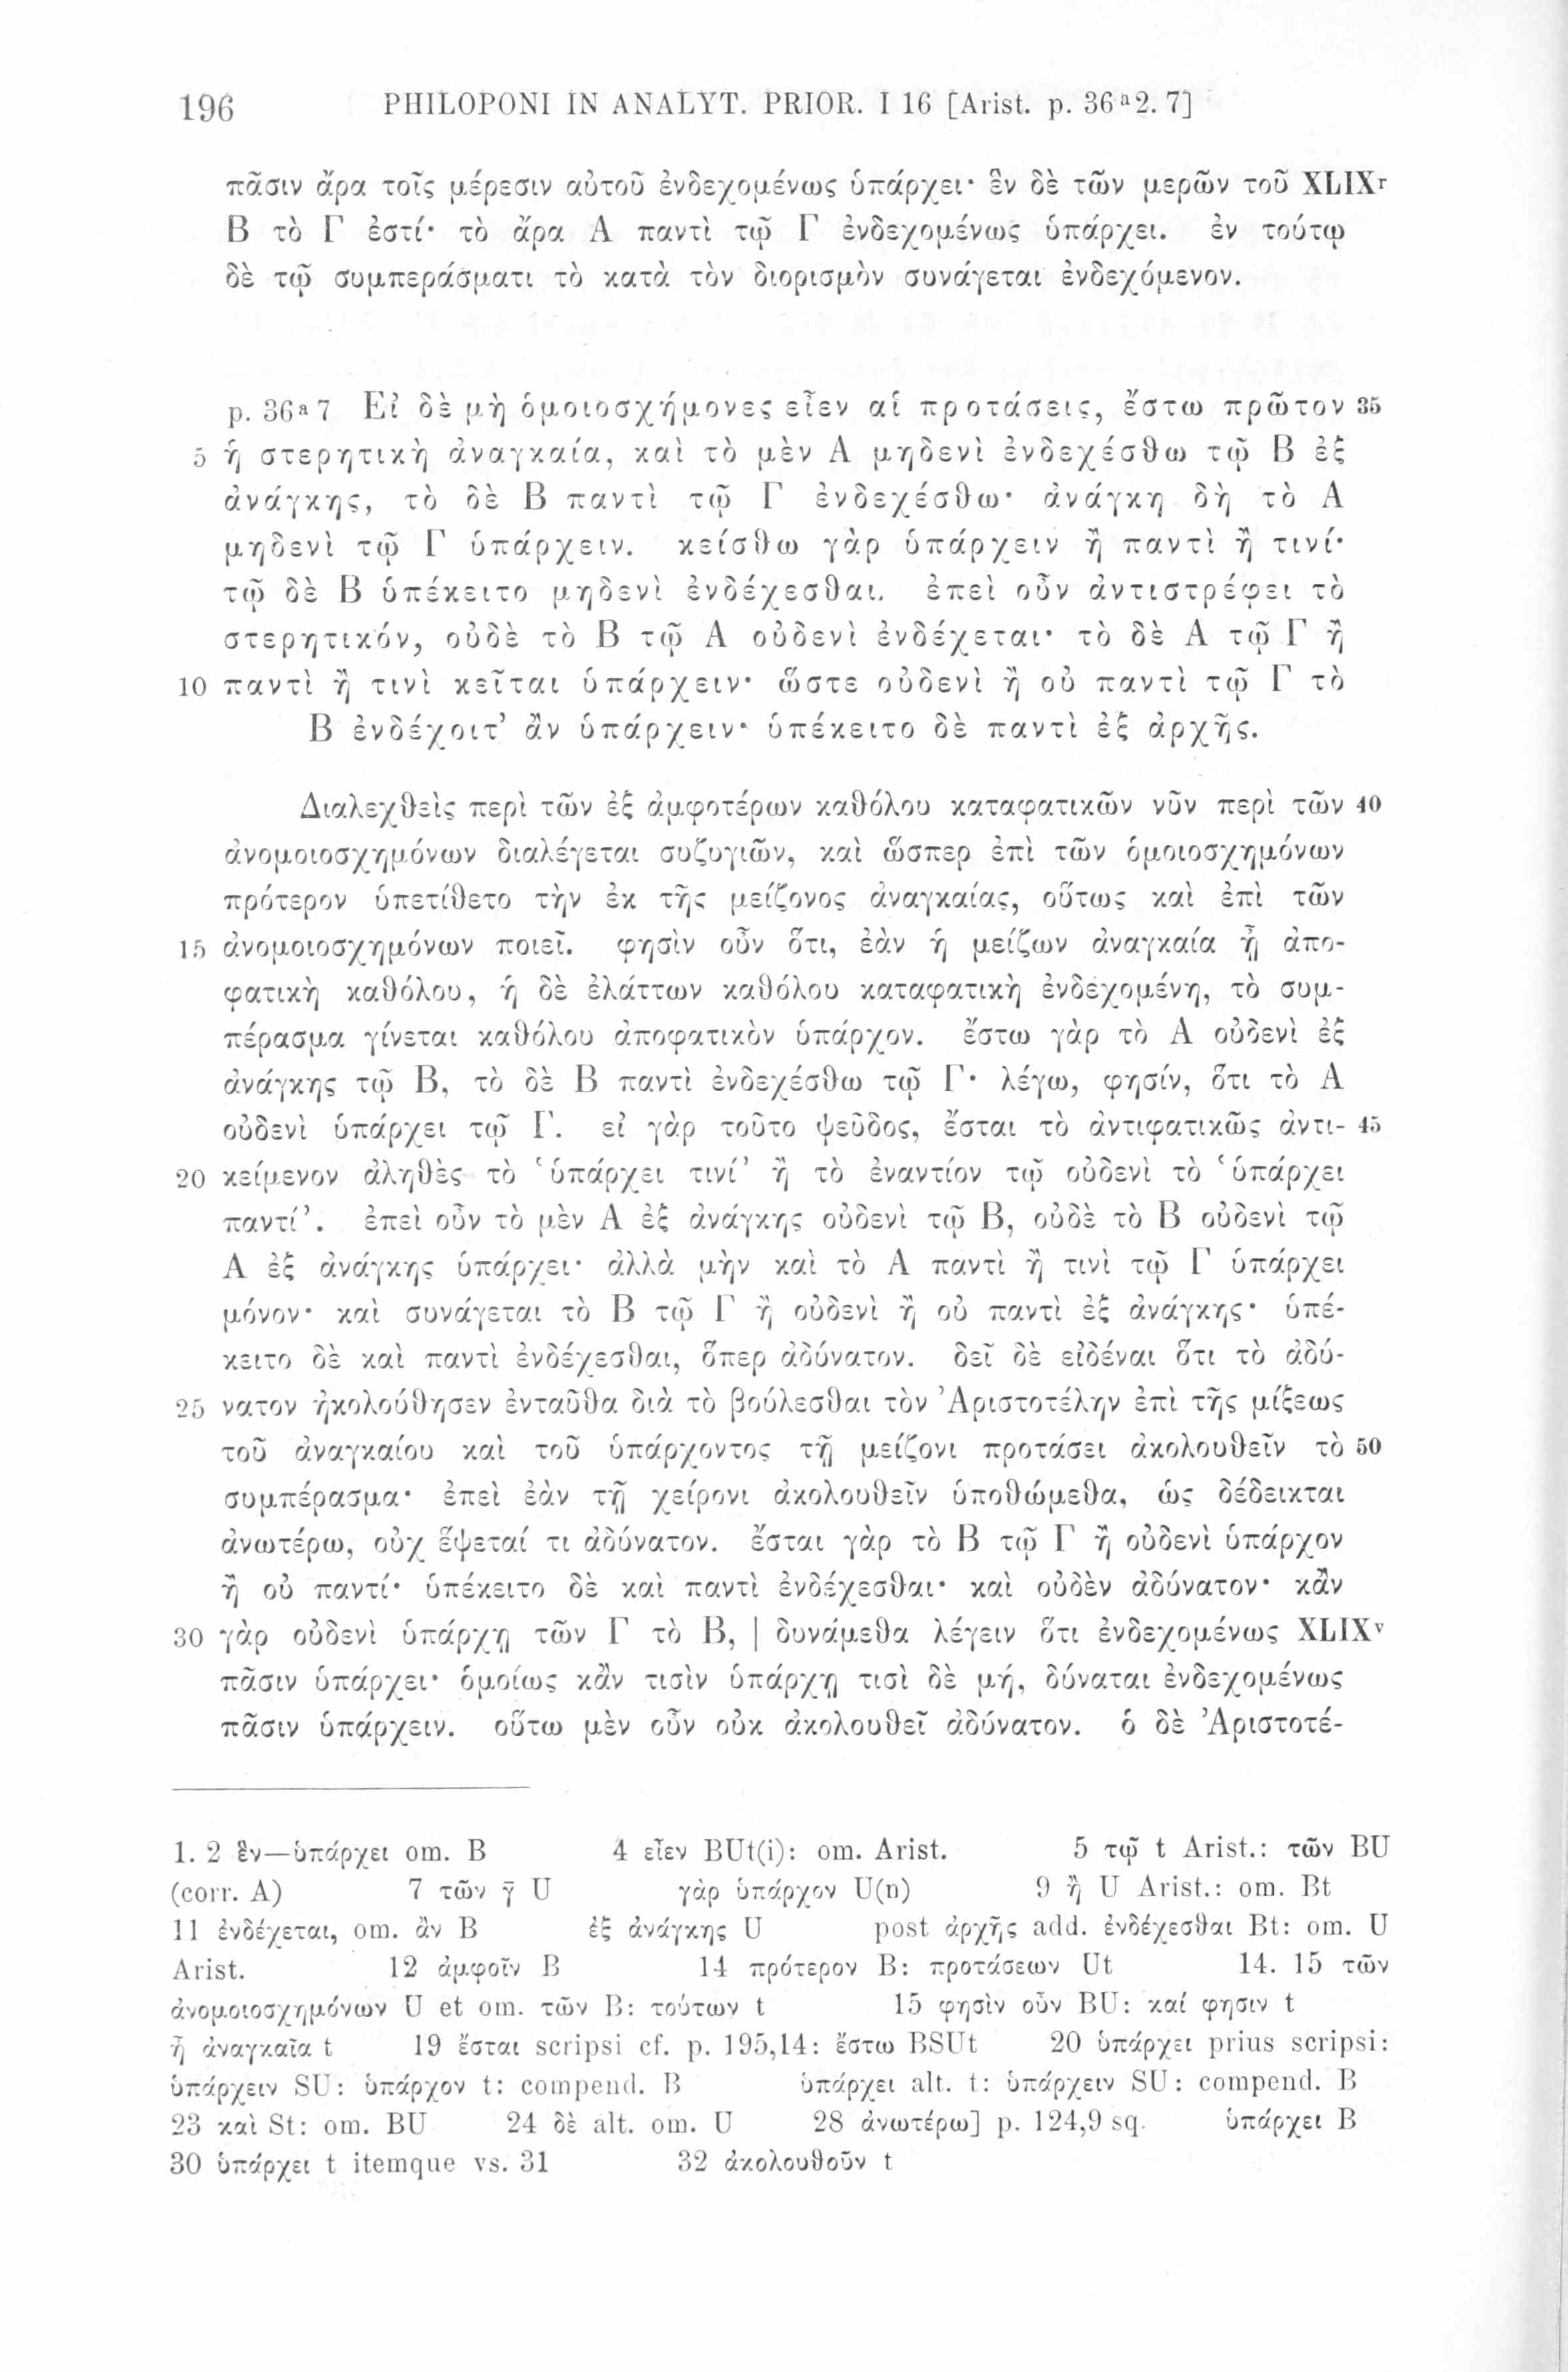 196 PHILOPONI IN ANALYT. PRIOR. I 16 [Arist. p. 36ᵃ2. 7]
πᾶσιν ἄρα τοῖς μέρεσιν αὐτοῦ ἐνδεχομένως ὑπάρχει· ἓν δὲ τῶν μερῶν τοῦ XLIXʳ
Β τὸ Γ ἐστί· τὸ ἄρα Α παντὶ τῷ Γ ἐνδεχομένως ὑπάρχει. ἐν τούτῳ
δὲ τῷ συμπεράσματι τὸ κατὰ τὸν διορισμὸν συνάγεται ἐνδεχόμενον.
p. 36ᵃ7 Εἰ δὲ μὴ ὁμοιοσχήμονες εἶεν αἱ προτάσεις, ἔστω πρῶτον 35
5 ἡ στερητικὴ ἀναγκαία, καὶ τὸ μὲν Α μηδενὶ ἐνδεχέσθω τῷ Β ἐξ
ἀνάγκης, τὸ δὲ Β παντὶ τῷ Γ ἐνδεχέσθω· ἀνάγκη δὴ τὸ Α
μηδενὶ τῷ Γ ὑπάρχειν. κείσθω γὰρ ὑπάρχειν ἢ παντὶ ἢ τινί·
τῷ δὲ Β ὑπέκειτο μηδενὶ ἐνδέχεσθαι. ἐπεὶ οὖν ἀντιστρέφει τὸ
στερητικόν, οὐδὲ τὸ Β τῷ Α οὐδενὶ ἐνδέχεται· τὸ δὲ Α τῷ Γ ἢ
10 παντὶ ἢ τινὶ κεῖται ὑπάρχειν· ὥστε οὐδενὶ ἢ οὐ παντὶ τῷ Γ τὸ
Β ἐνδέχοιτ’ ἂν ὑπάρχειν· ὑπέκειτο δὲ παντὶ ἐξ ἀρχῆς.
Διαλεχθεὶς περὶ τῶν ἐξ ἀμφοτέρων καθόλου καταφατικῶν νῦν περὶ τῶν 40
ἀνομοιοσχημόνων διαλέγεται συζυγιῶν, καὶ ὥσπερ ἐπὶ τῶν ὁμοιοσχημόνων
πρότερον ὑπετίθετο τὴν ἐκ τῆς μείζονος ἀναγκαίας, οὕτως καὶ ἐπὶ τῶν
15 ἀνομοιοσχημόνων ποιεῖ. φησὶν οὖν ὅτι, ἐὰν ἡ μείζων ἀναγκαία ᾖ ἀπο-
φατικὴ καθόλου, ἡ δὲ ἐλάττων καθόλου καταφατικὴ ἐνδεχομένη, τὸ συμ-
πέρασμα γίνεται καθόλου ἀποφατικὸν ὑπάρχον. ἔστω γὰρ τὸ Α οὐδενὶ ἐξ
ἀνάγκης τῷ Β, τὸ δὲ Β παντὶ ἐνδεχέσθω τῷ Γ· λέγω, φησίν, ὅτι τὸ Α
οὐδενὶ ὑπάρχει τῷ Γ. εἰ γὰρ τοῦτο ψεῦδος, ἔσται τὸ ἀντιφατικῶς ἀντι- 45
20 κείμενον ἀληθὲς τὸ ‘ὑπάρχει τινί’ ἢ τὸ ἐναντίον τῷ οὐδενὶ τὸ ‘ὑπάρχει
παντί’. ἐπεὶ οὖν τὸ μὲν Α ἐξ ἀνάγκης οὐδενὶ τῷ Β, οὐδὲ τὸ Β οὐδενὶ τῷ
Α ἐξ ἀνάγκης ὑπάρχει· ἀλλὰ μὴν καὶ τὸ Α παντὶ ἢ τινὶ τῷ Γ ὑπάρχει
μόνον· καὶ συνάγεται τὸ Β τῷ Γ ἢ οὐδενὶ ἢ οὐ παντὶ ἐξ ἀνάγκης· ὑπέ-
κειτο δὲ καὶ παντὶ ἐνδέχεσθαι, ὅπερ ἀδύνατον. δεῖ δὲ εἰδέναι ὅτι τὸ ἀδύ-
25 νατον ἠκολούθησεν ἐνταῦθα διὰ τὸ βούλεσθαι τὸν Ἀριστοτέλην ἐπὶ τῆς μίξεως
τοῦ ἀναγκαίου καὶ τοῦ ὑπάρχοντος τῇ μείζονι προτάσει ἀκολουθεῖν τὸ 50
συμπέρασμα· ἐπεὶ ἐὰν τῇ χείρονι ἀκολουθεῖν ὑποθώμεθα, ὡς δέδεικται
ἀνωτέρω, οὐχ ἕψεταί τι ἀδύνατον. ἔσται γὰρ τὸ Β τῷ Γ ἢ οὐδενὶ ὑπάρχον
ἢ οὐ παντί· ὑπέκειτο δὲ καὶ παντὶ ἐνδέχεσθαι· καὶ οὐδὲν ἀδύνατον· κἂν
30 γὰρ οὐδενὶ ὑπάρχῃ τῶν Γ τὸ Β, | δυνάμεθα λέγειν ὅτι ἐνδεχομένως XLIXᵛ
πᾶσιν ὑπάρχει· ὁμοίως κἂν τισὶν ὑπάρχῃ τισὶ δὲ μή, δύναται ἐνδεχομένως
πᾶσιν ὑπάρχειν. οὕτω μὲν οὖν οὐκ ἀκολουθεῖ ἀδύνατον. ὁ δὲ Ἀριστοτέ-
1. 2 ἓν—ὑπάρχει om. B 4 εἶεν BUt(i): om. Arist. 5 τῷ t Arist.: τῶν BU
(corr. A) 7 τῶν γ̄ U γὰρ ὑπάρχον U(n) 9 ἢ U Arist.: om. Bt
11 ἐνδέχεται, om. ἂν B ἐξ ἀνάγκης U post ἀρχῆς add. ἐνδέχεσθαι Bt: om. U
Arist. 12 ἀμφοῖν B 14 πρότερον B: προτάσεων Ut 14. 15 τῶν
ἀνομοιοσχημόνων U et om. τῶν B: τούτων t 15 φησὶν οὖν BU: καί φησιν t
ᾖ ἀναγκαῖα t 19 ἔσται scripsi cf. p. 195,14: ἔστω BSUt 20 ὑπάρχει prius scripsi:
ὑπάρχειν SU: ὑπάρχον t: compend. B ὑπάρχει alt. t: ὑπάρχειν SU: compend. B
23 καὶ St: om. BU 24 δὲ alt. om. U 28 ἀνωτέρω] p. 124,9 sq. ὑπάρχει B
30 ὑπάρχει t itemque vs. 31 32 ἀκολουθοῦν t